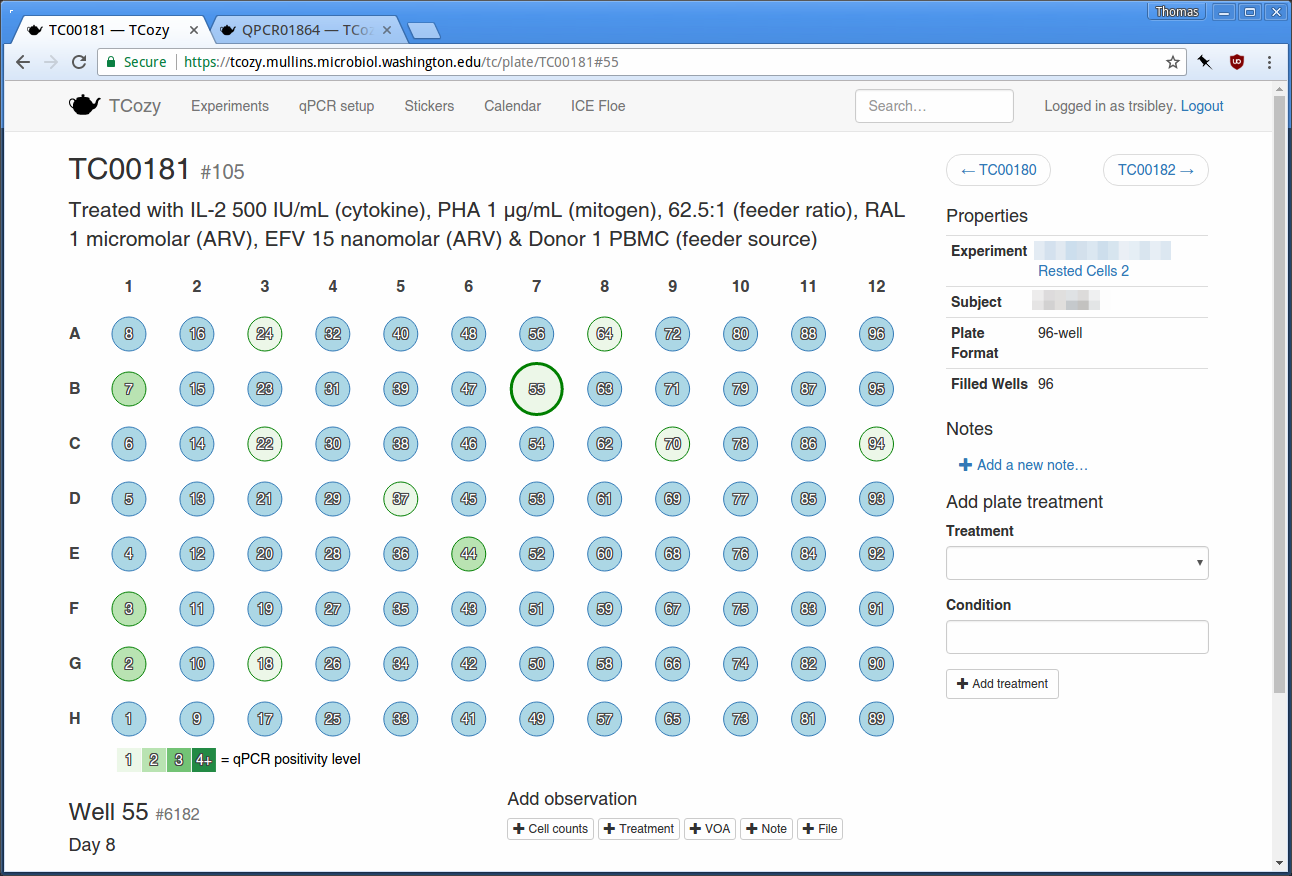 Thomas
TC00181 — TCozy
QPCR01864 — TCo
Secure https://tcozy.mullins.microbiol.washington.edu/tc/plate/TC00181#55
TCozy Experiments qPCR setup Stickers Calendar ICE Floe Search… Logged in as trsibley. Logout
TC00181 #105
Treated with IL-2 500 IU/mL (cytokine), PHA 1 µg/mL (mitogen), 62.5:1 (feeder ratio), RAL
1 micromolar (ARV), EFV 15 nanomolar (ARV) & Donor 1 PBMC (feeder source)
1 2 3 4 5 6 7 8 9 10 11 12
A 8 16 24 32 40 48 56 64 72 80 88 96
B 7 15 23 31 39 47 55 63 71 79 87 95
C 6 14 22 30 38 46 54 62 70 78 86 94
D 5 13 21 29 37 45 53 61 69 77 85 93
E 4 12 20 28 36 44 52 60 68 76 84 92
F 3 11 19 27 35 43 51 59 67 75 83 91
G 2 10 18 26 34 42 50 58 66 74 82 90
H 1 9 17 25 33 41 49 57 65 73 81 89
1 2 3 4+ = qPCR positivity level
Well 55 #6182
Day 8
Add observation
+ Cell counts + Treatment + VOA + Note + File
← TC00180 TC00182 →
Properties
Experiment
Rested Cells 2
Subject
Plate 96-well
Format
Filled Wells 96
Notes
+ Add a new note…
Add plate treatment
Treatment
Condition
+ Add treatment